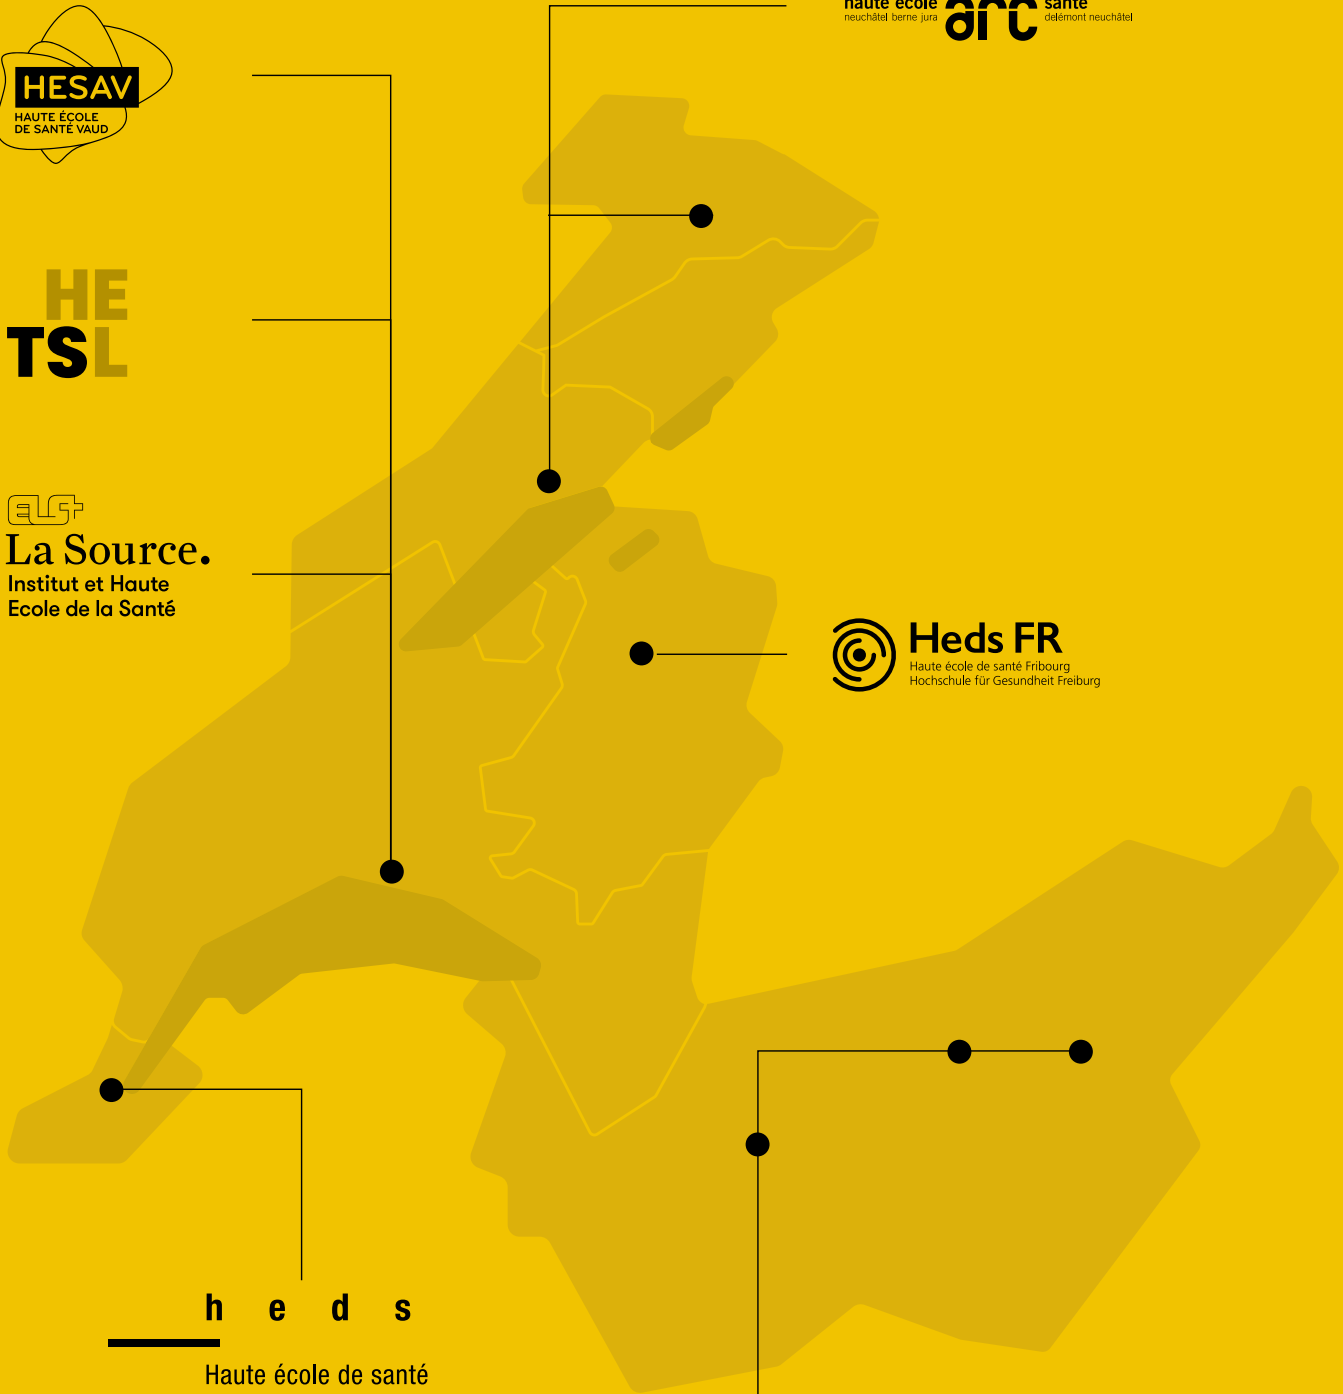 haute école
neuchâtel berne jura
arc
santé
delémont neuchâtel
HESAV
HAUTE ÉCOLE
DE SANTÉ VAUD
HE
TSL
ELS+
La Source.
Institut et Haute
Ecole de la Santé
Heds FR
Haute école de santé Fribourg
Hochschule für Gesundheit Freiburg
h e d s
Haute école de santé